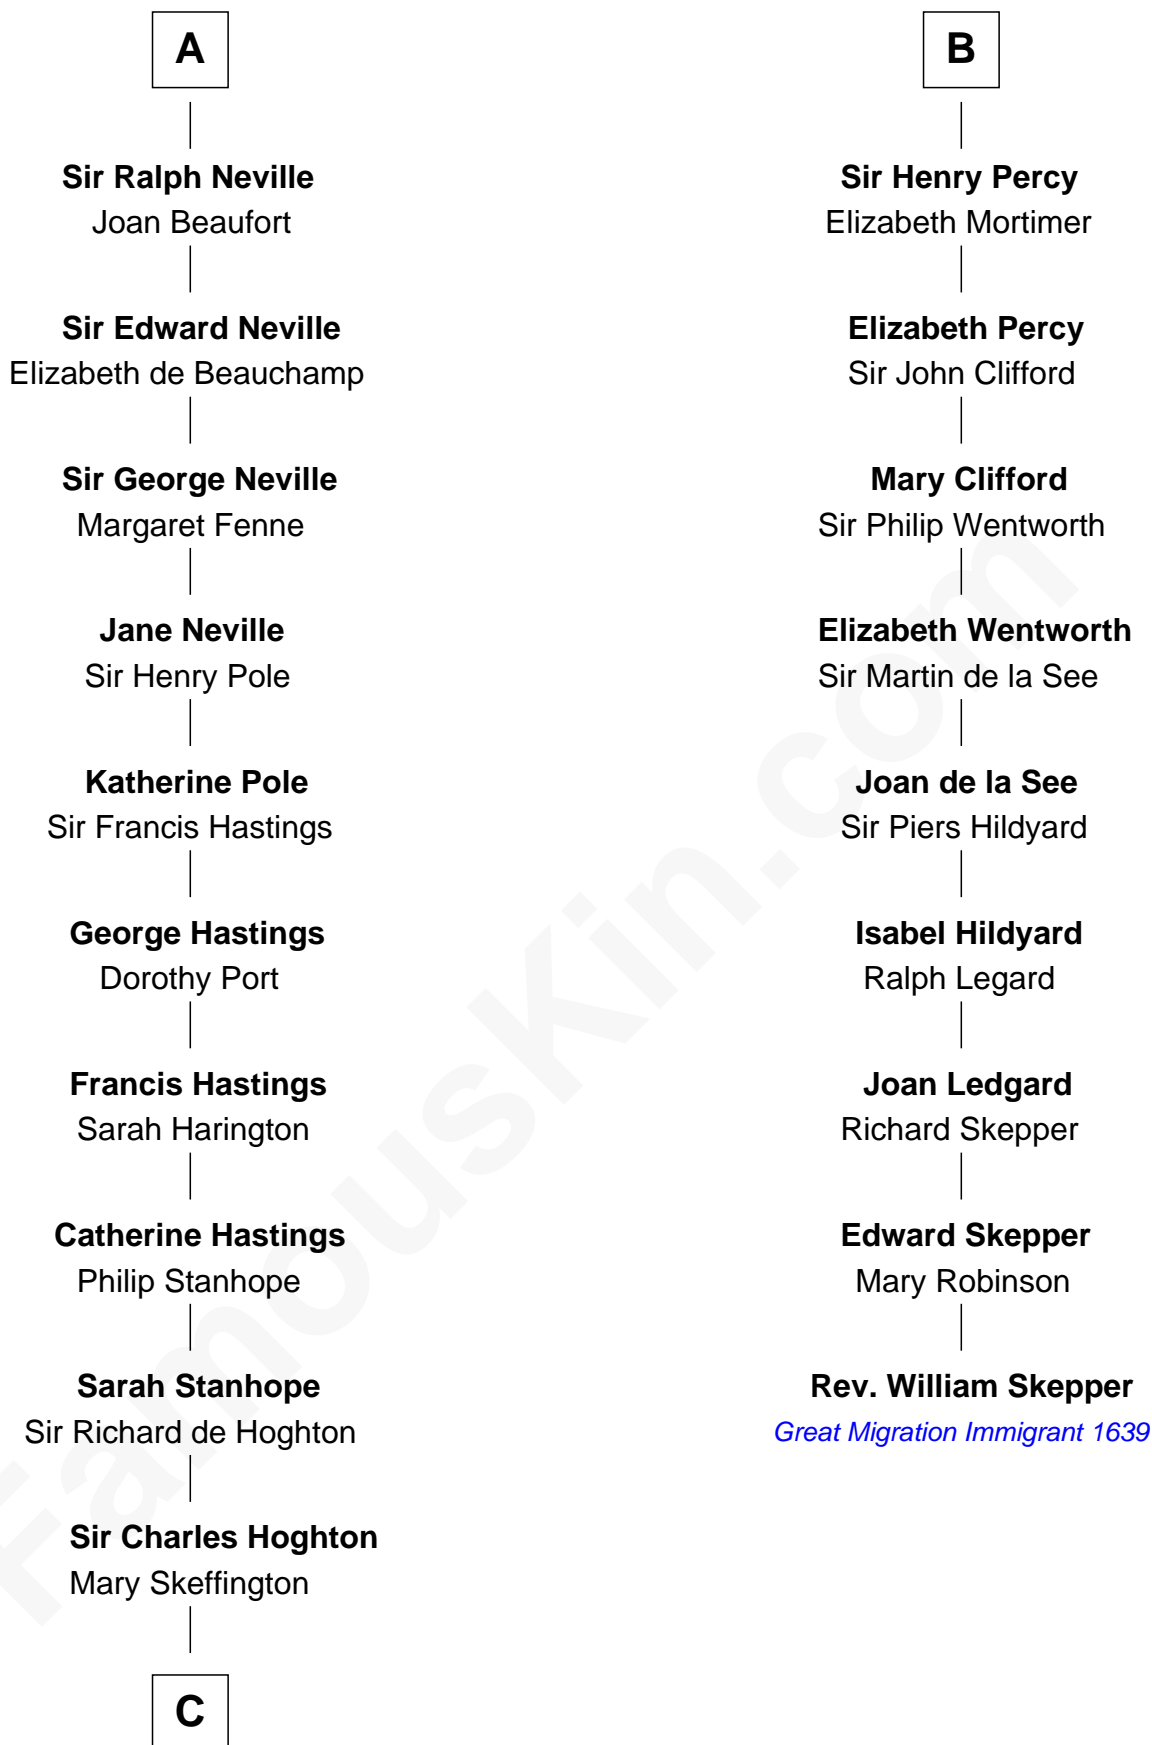 A
Sir Ralph Neville
Joan Beaufort
Sir Edward Neville
Elizabeth de Beauchamp
Sir George Neville
Margaret Fenne
Jane Neville
Sir Henry Pole
Katherine Pole
Sir Francis Hastings
George Hastings
Dorothy Port
Francis Hastings
Sarah Harington
Catherine Hastings
Philip Stanhope
Sarah Stanhope
Sir Richard de Hoghton
Sir Charles Hoghton
Mary Skeffington
C
B
Sir Henry Percy
Elizabeth Mortimer
Elizabeth Percy
Sir John Clifford
Mary Clifford
Sir Philip Wentworth
Elizabeth Wentworth
Sir Martin de la See
Joan de la See
Sir Piers Hildyard
Isabel Hildyard
Ralph Legard
Joan Ledgard
Richard Skepper
Edward Skepper
Mary Robinson
Rev. William Skepper
Great Migration Immigrant 1639
FamousKin.com